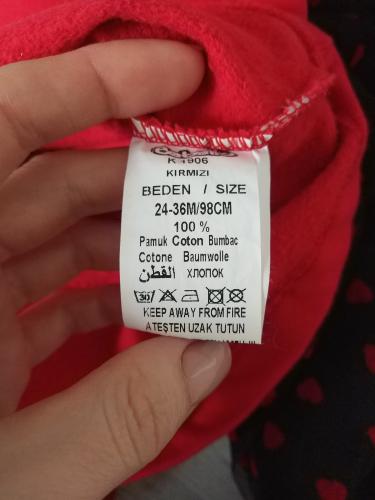 K 1906
KIRMIZI
BEDEN / SIZE
24-36M/98CM
100 %
Pamuk Coton Bumbac
Cotone Baumwolle
القطن ХЛОПОК
30
KEEP AWAY FROM FIRE
ATEŞTEN UZAK TUTUN